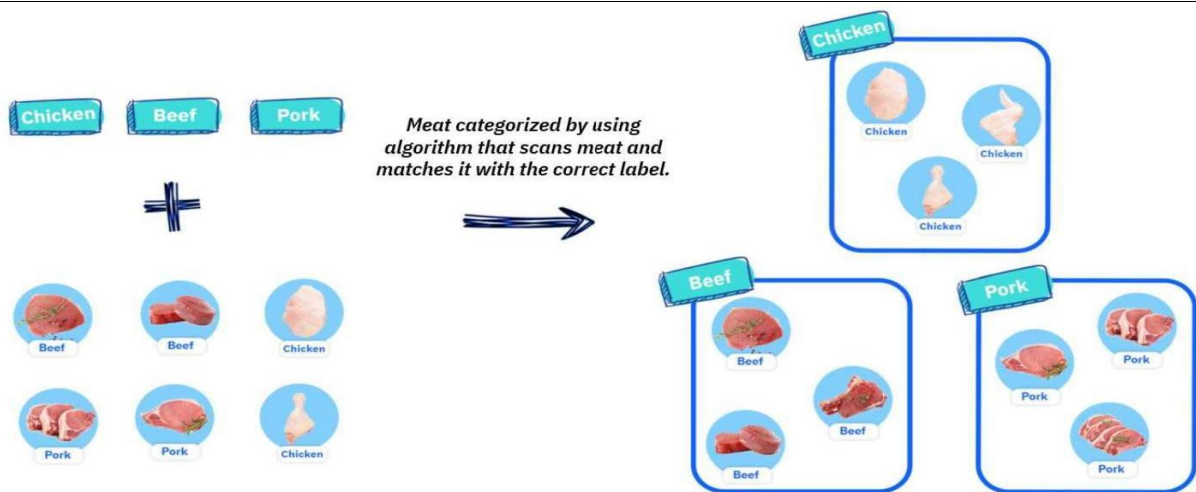 Chicken
Beef
Pork
Meat categorized by using
algorithm that scans meat and
matches it with the correct label.
Beef
Beef
Chicken
Pork
Pork
Chicken
Chicken
Chicken
Chicken
Chicken
Beef
Beef
Beef
Beef
Pork
Pork
Pork
Pork